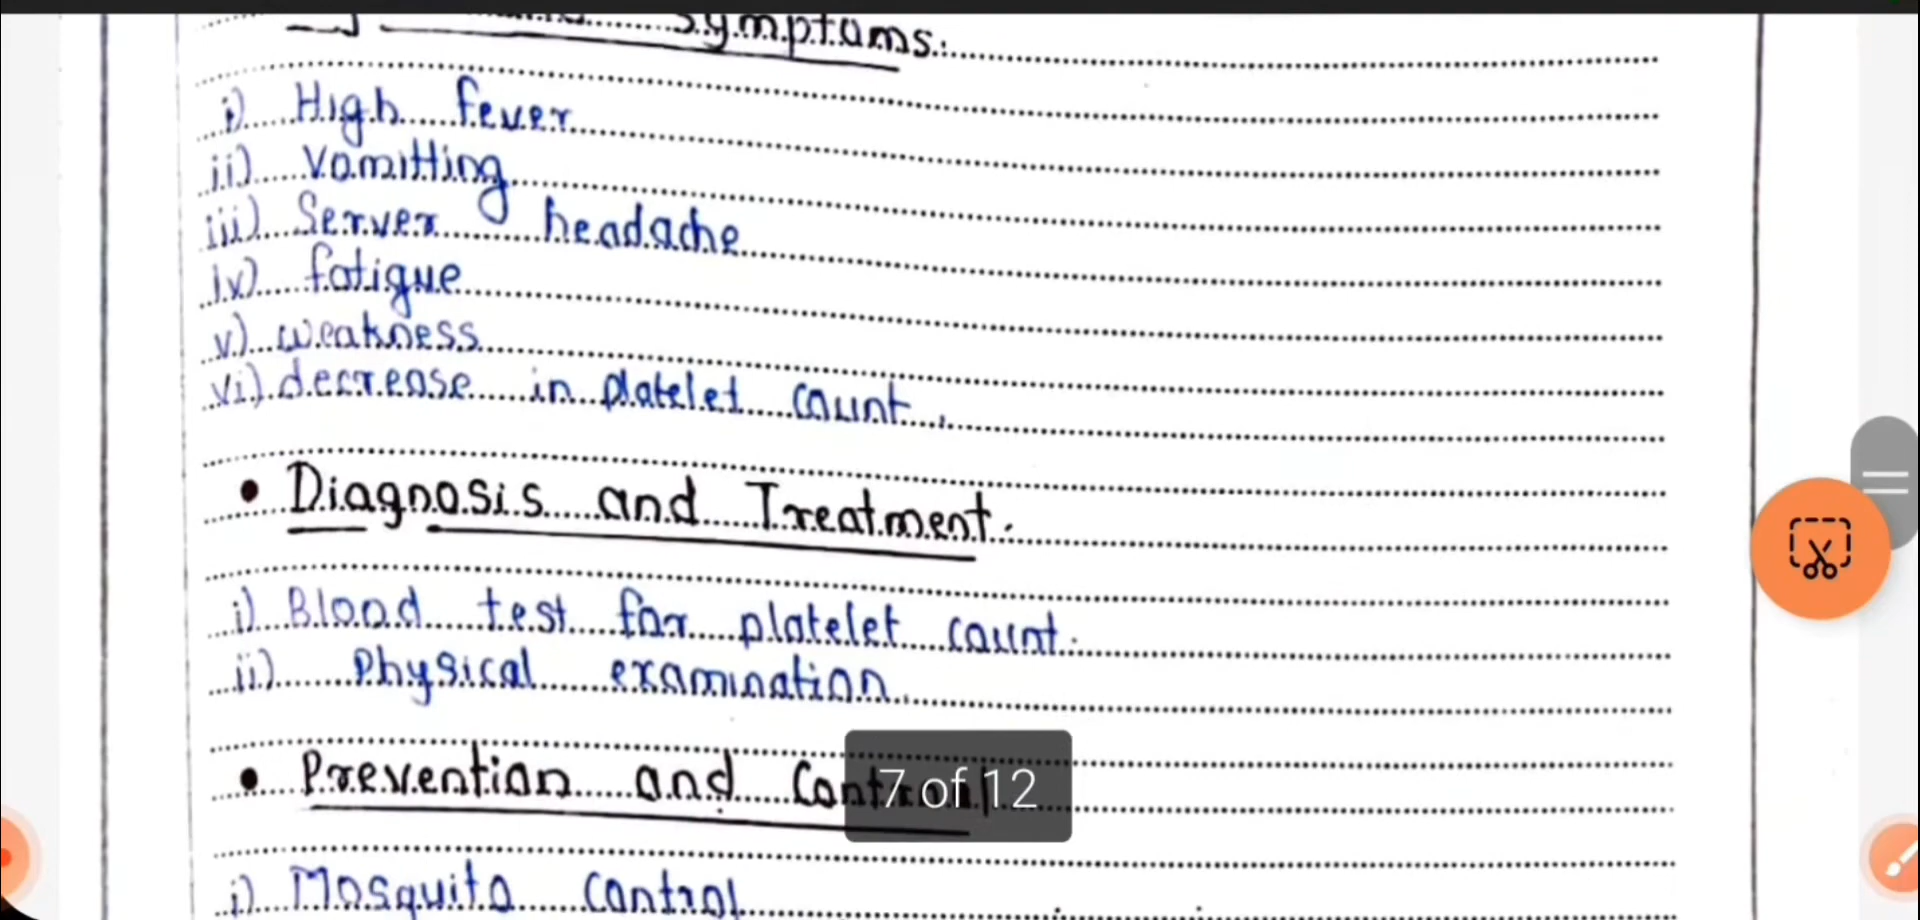 Symptoms.
i) High fever
ii) vomitting
iii) Server headache
iv) fatigue
v) weakness
vi) decrease in platelet count.
• Diagnosis and Treatment.
i) Blood test for platelet count.
ii) Physical examination.
• Prevention and Control
7 of 12
i) Mosquito control